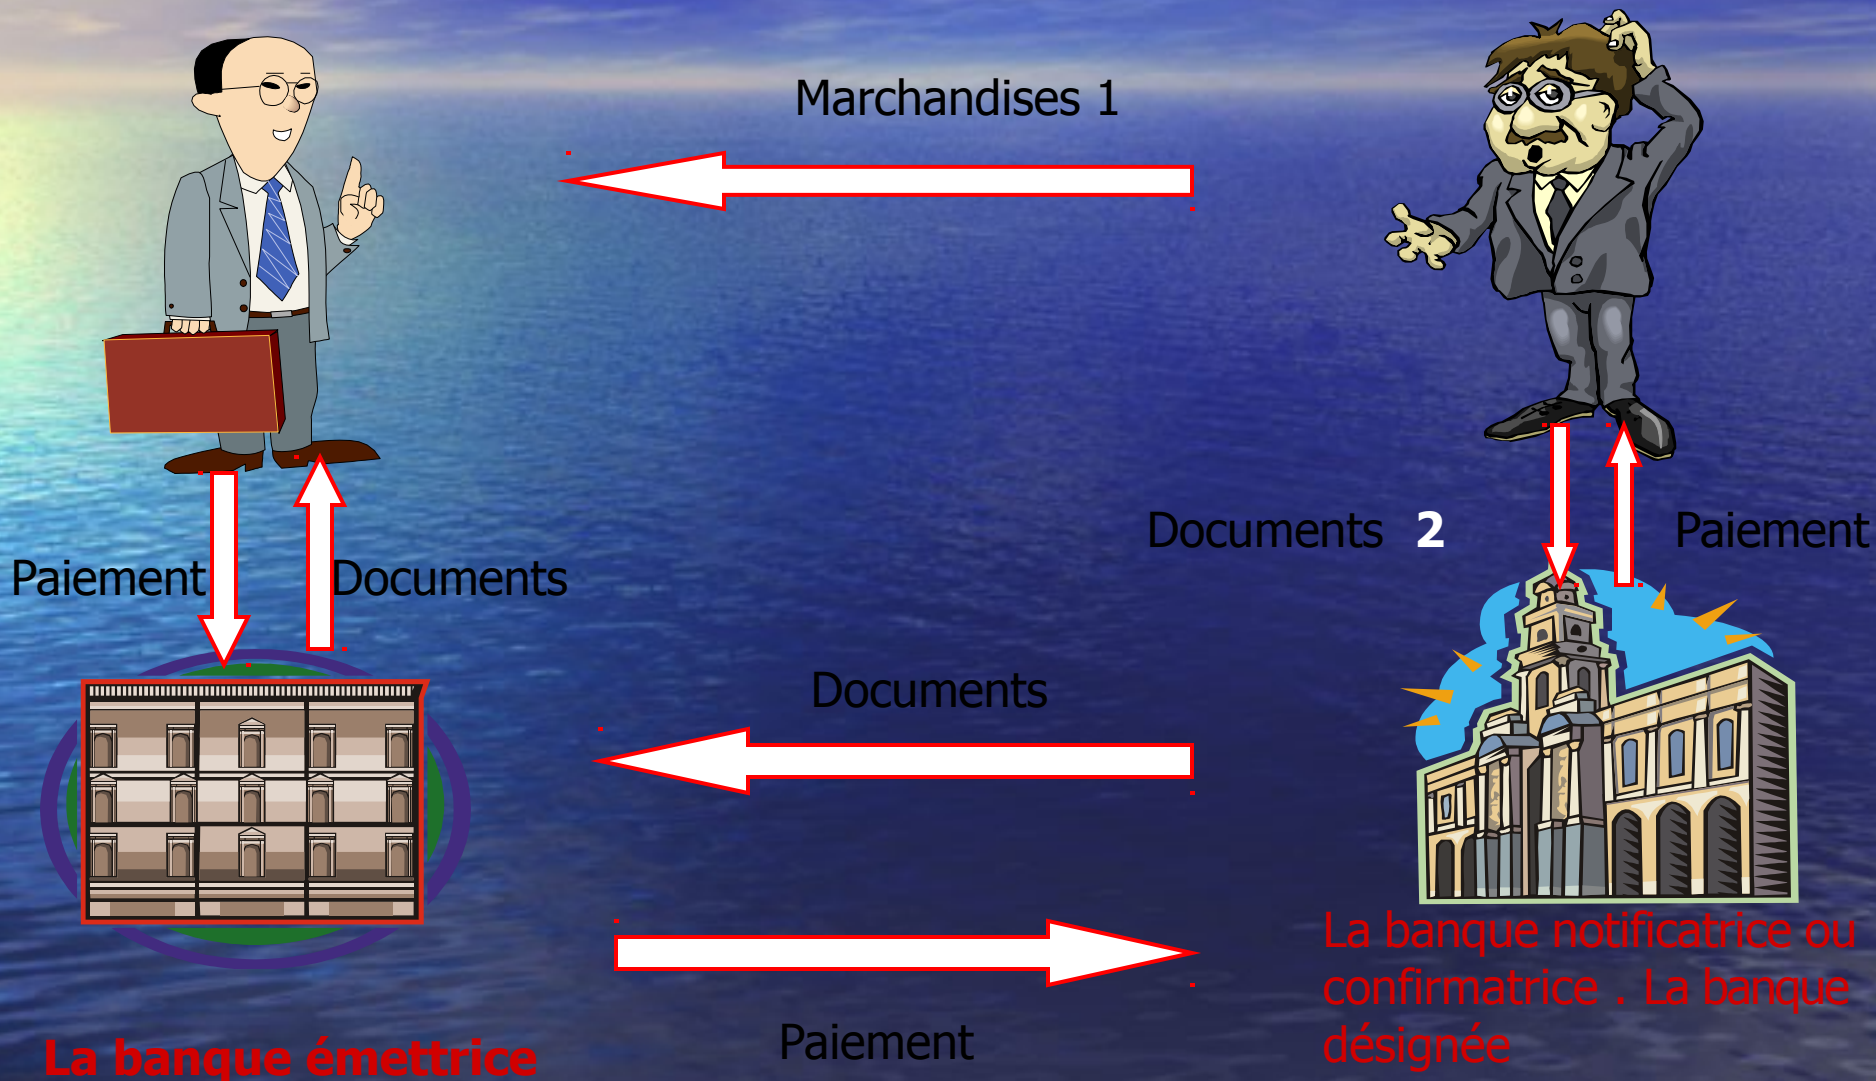 Marchandises 1
Documents 2
Paiement
Paiement
Documents
Documents
La banque notificatrice ou
confirmatrice . La banque
désignée
Paiement
La banque émettrice